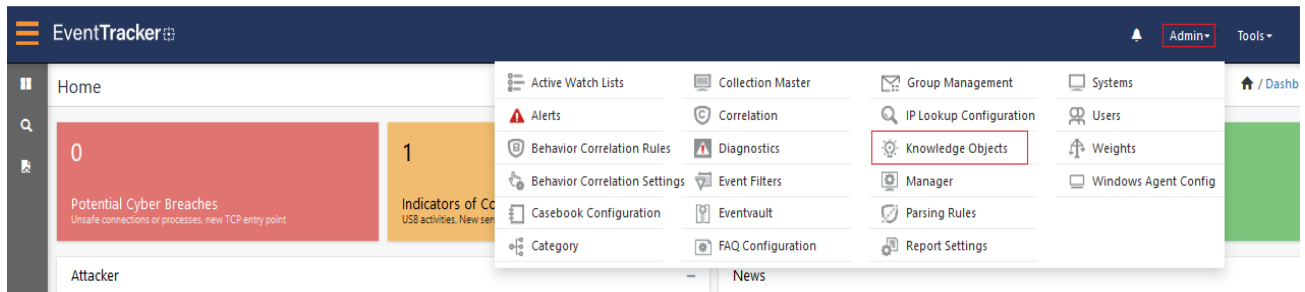 EventTracker
Admin
Tools
Home
/ Dashb
Active Watch Lists
Collection Master
Group Management
Systems
Alerts
Correlation
IP Lookup Configuration
Users
Behavior Correlation Rules
Diagnostics
Knowledge Objects
Weights
Behavior Correlation Settings
Event Filters
Manager
Windows Agent Config
Casebook Configuration
Eventvault
Parsing Rules
Category
FAQ Configuration
Report Settings
0
Potential Cyber Breaches
Unsafe connections or processes, new TCP entry point
1
Indicators of Co
USB activities, New serv
Attacker
News